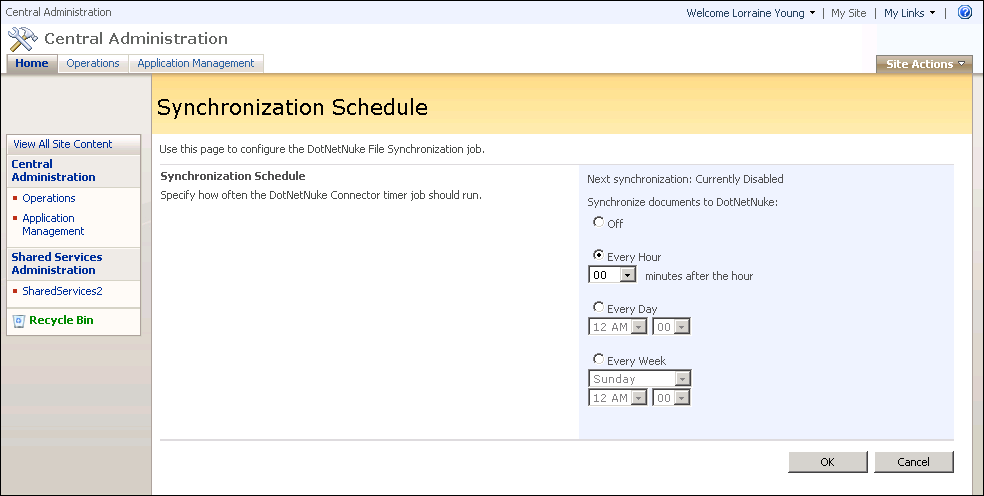 Central Administration
Welcome Lorraine Young | My Site | My Links |
Central Administration
Home Operations Application Management
Site Actions
Synchronization Schedule
View All Site Content
Central Administration
Operations
Application Management
Shared Services Administration
SharedServices2
Recycle Bin
Use this page to configure the DotNetNuke File Synchronization job.
Synchronization Schedule
Specify how often the DotNetNuke Connector timer job should run.
Next synchronization: Currently Disabled
Synchronize documents to DotNetNuke:
Off
Every Hour
00 minutes after the hour
Every Day
12 AM 00
Every Week
Sunday
12 AM 00
OK Cancel